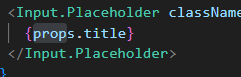 <Input.Placeholder className
{props.title}
</Input.Placeholder>
}